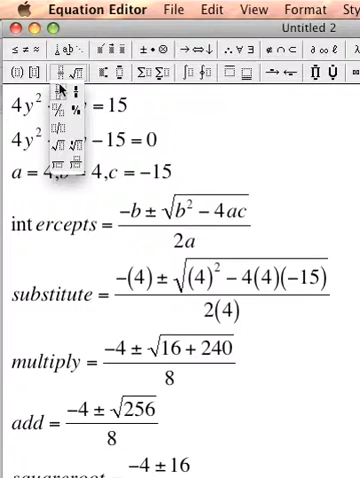 Equation Editor File Edit View Format Sty
Untitled 2
4y² = 15
4y² − 15 = 0
a = 4, − 4, c = −15
intercepts = (−b ± √(b² − 4ac)) / 2a
substitute = (−(4) ± √((4)² − 4(4)(−15))) / 2(4)
multiply = (−4 ± √(16 + 240)) / 8
add = (−4 ± √256) / 8
squareroot = −4 ± 16